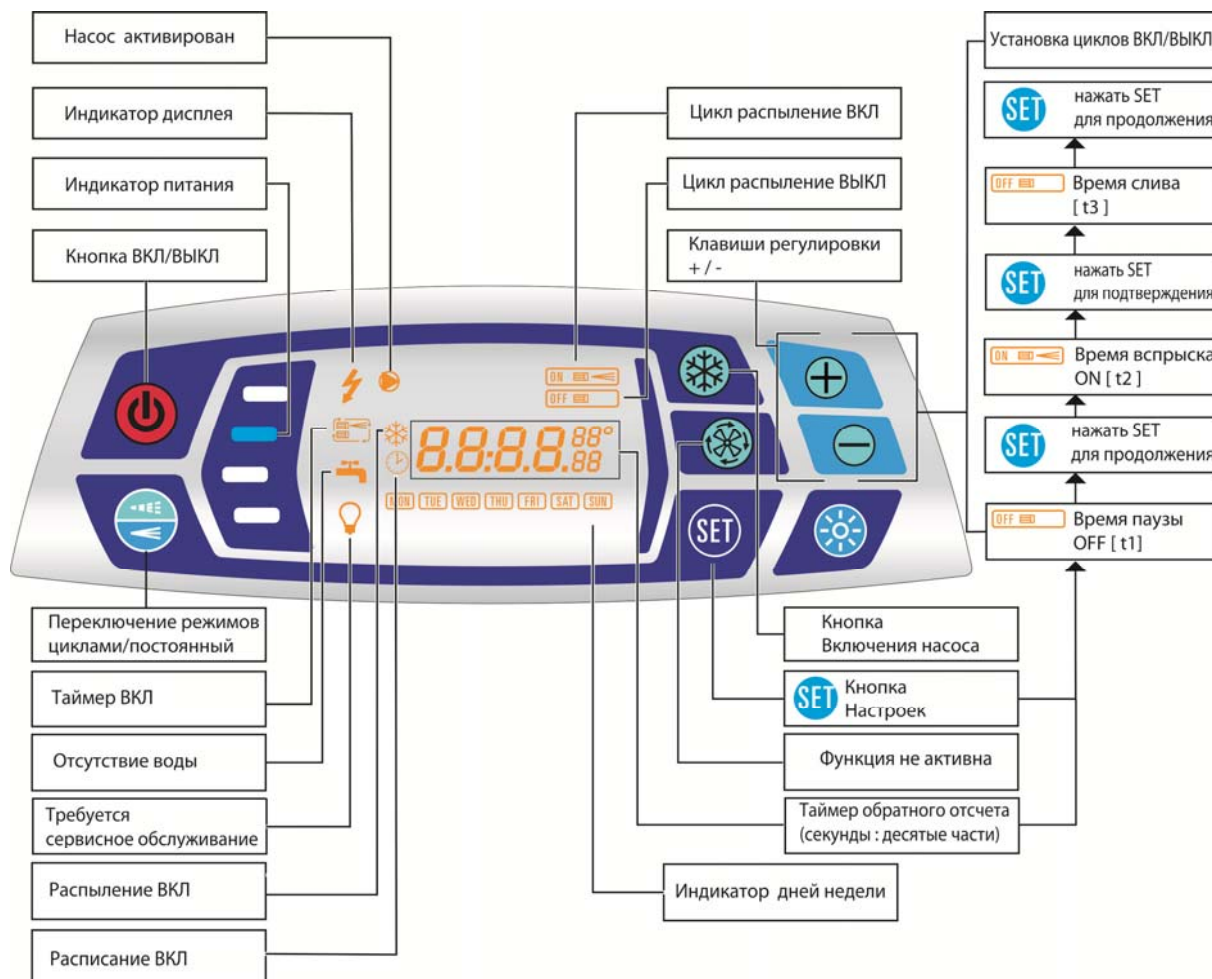 Насос активирован
Индикатор дисплея
Индикатор питания
Кнопка ВКЛ/ВЫКЛ
Цикл распыление ВКЛ
Цикл распыление ВЫКЛ
Клавиши регулировки
+ / -
Установка циклов ВКЛ/ВЫКЛ
SET
нажать SET
для продолжения
OFF
Время слива
[ t3 ]
SET
нажать SET
для подтверждения
ON
Время вспрыска
ON [ t2 ]
SET
нажать SET
для продолжения
OFF
Время паузы
OFF [ t1]
ON
OFF
8.8:8.8.88°
88
MON TUE WED THU FRI SAT SUN
SET
Переключение режимов
циклами/постоянный
Таймер ВКЛ
Отсутствие воды
Требуется
сервисное обслуживание
Распыление ВКЛ
Расписание ВКЛ
Кнопка
Включения насоса
SET
Кнопка
Настроек
Функция не активна
Таймер обратного отсчета
(секунды : десятые части)
Индикатор дней недели